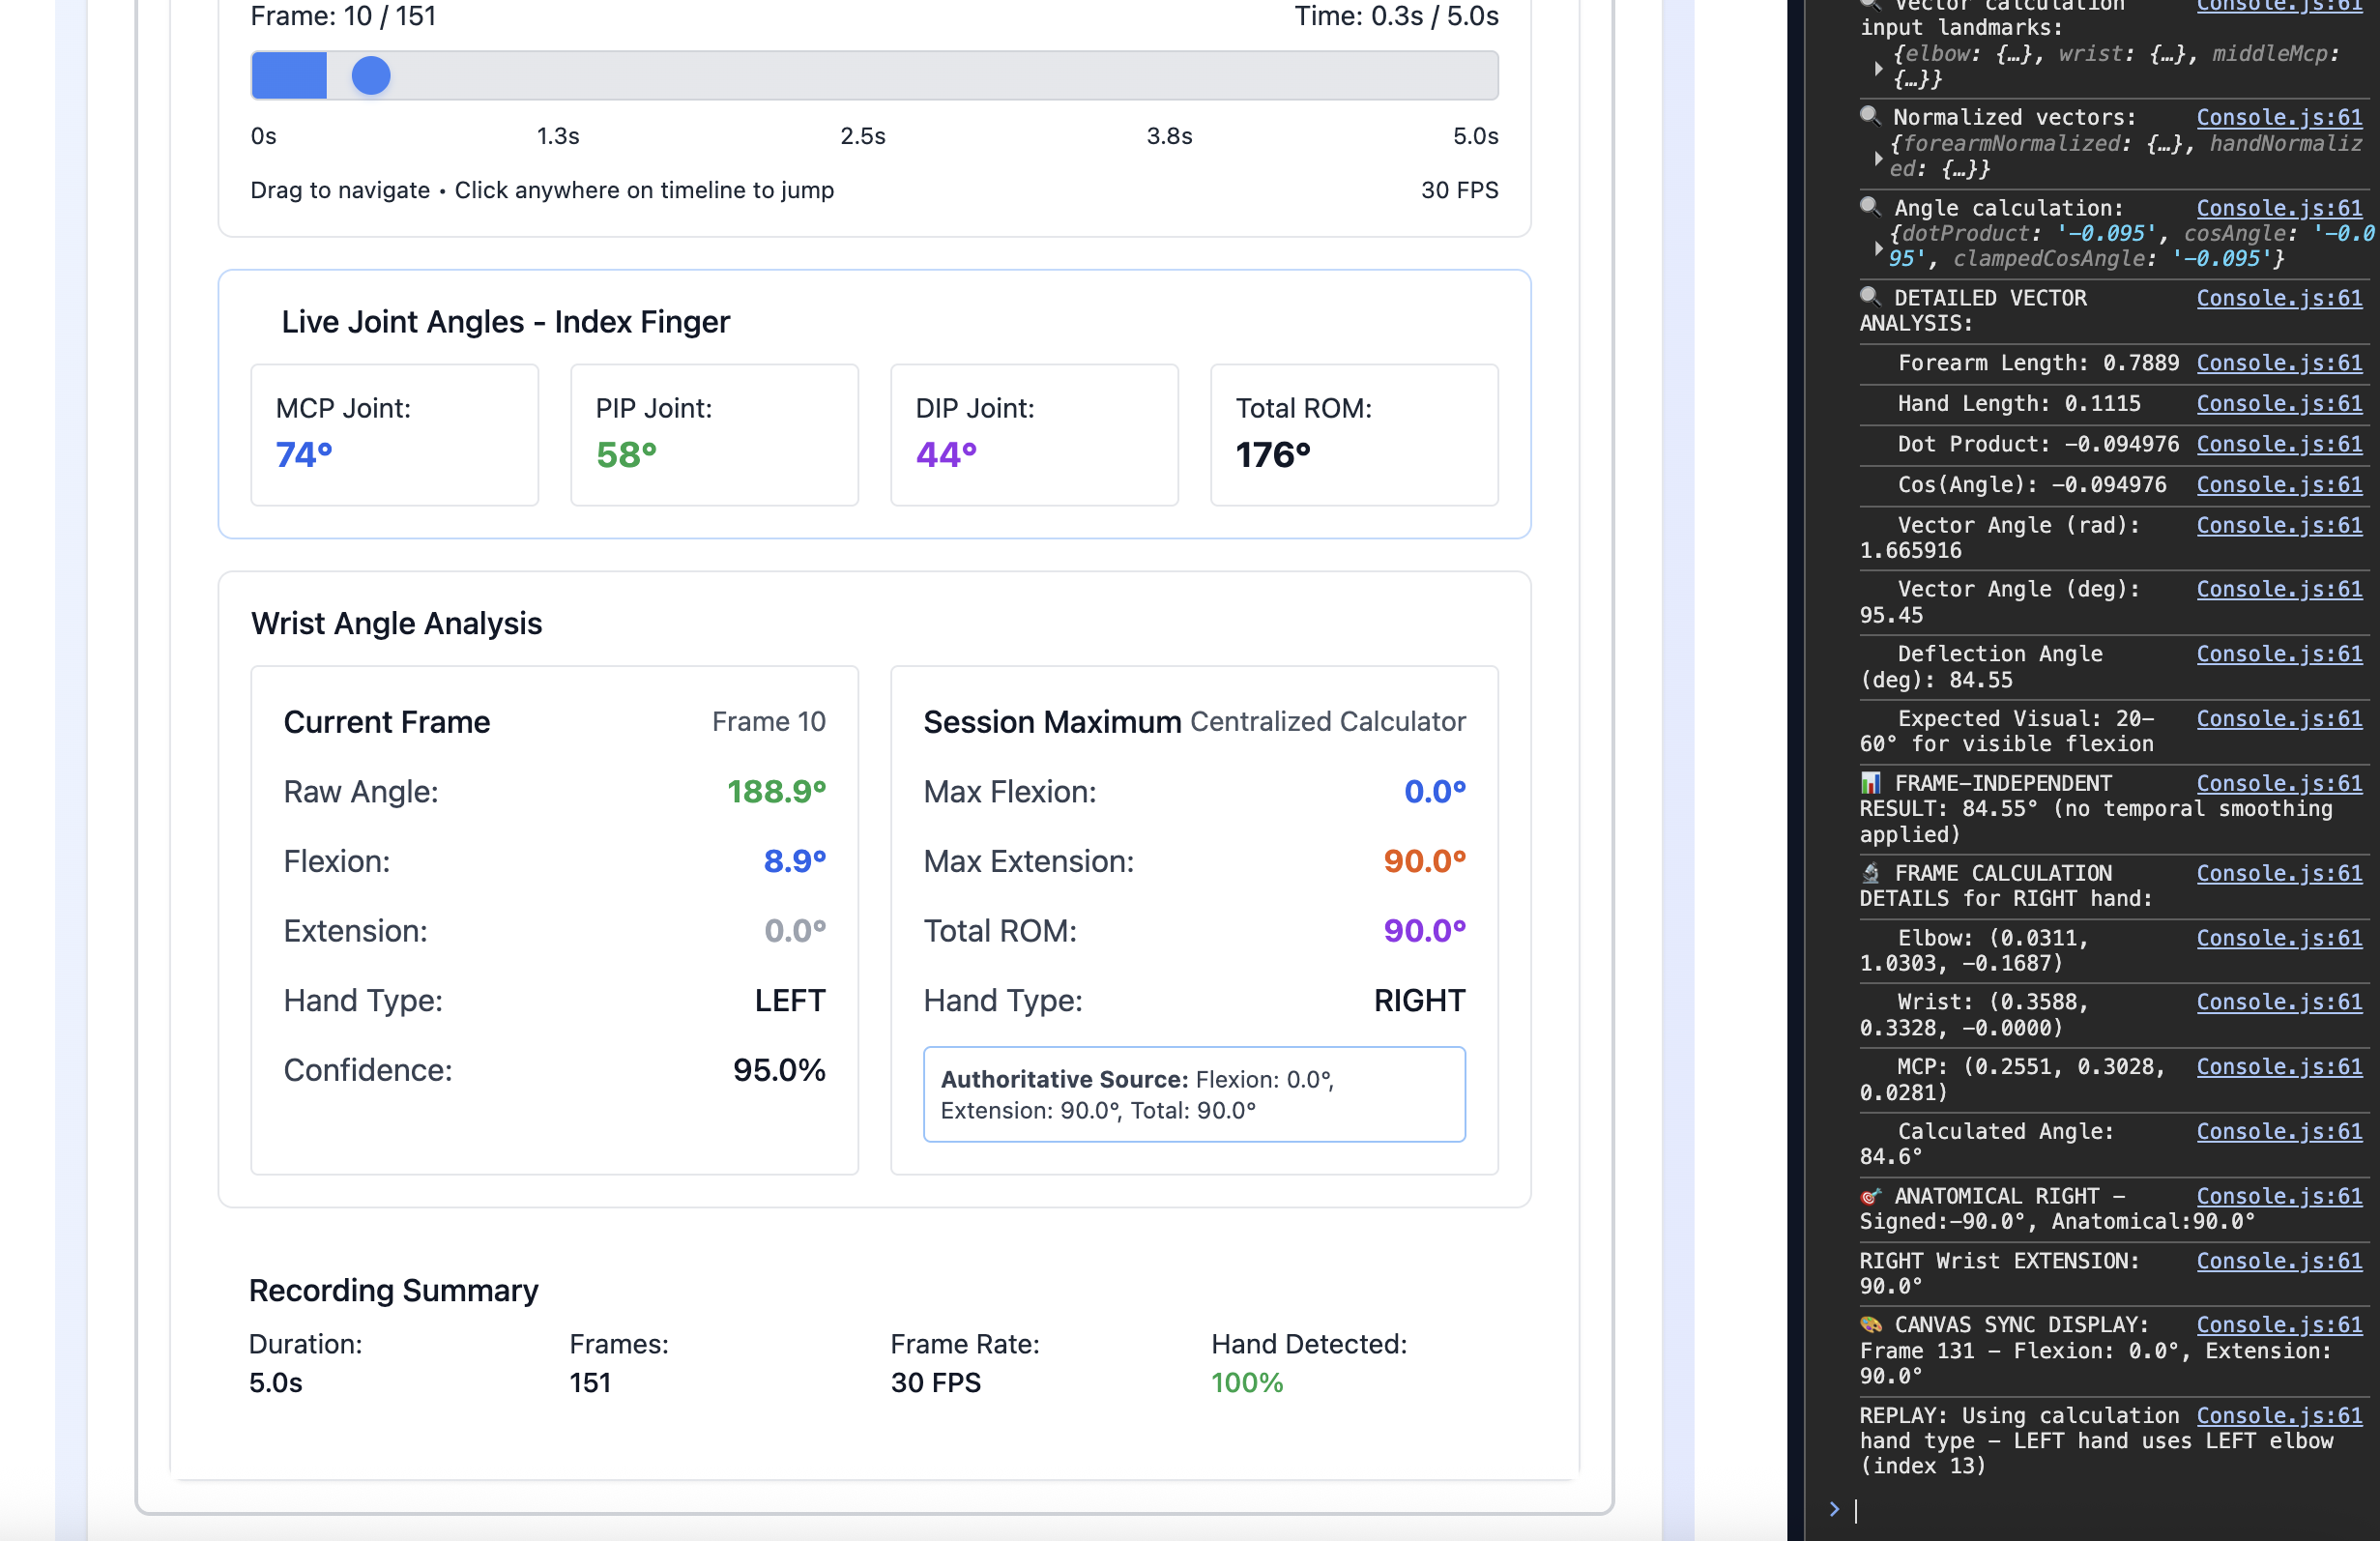 Frame: 10 / 151
Time: 0.3s / 5.0s
0s 1.3s 2.5s 3.8s 5.0s
Drag to navigate • Click anywhere on timeline to jump
30 FPS
Live Joint Angles - Index Finger
MCP Joint:
74°
PIP Joint:
58°
DIP Joint:
44°
Total ROM:
176°
Wrist Angle Analysis
Current Frame
Frame 10
Raw Angle: 188.9°
Flexion: 8.9°
Extension: 0.0°
Hand Type: LEFT
Confidence: 95.0%
Session Maximum
Centralized Calculator
Max Flexion: 0.0°
Max Extension: 90.0°
Total ROM: 90.0°
Hand Type: RIGHT
Authoritative Source: Flexion: 0.0°,
Extension: 90.0°, Total: 90.0°
Recording Summary
Duration:
5.0s
Frames:
151
Frame Rate:
30 FPS
Hand Detected:
100%
Vector calculation Console.js:61
input landmarks:
{elbow: {…}, wrist: {…}, middleMcp:
{…}}
Normalized vectors: Console.js:61
{forearmNormalized: {…}, handNormaliz
ed: {…}}
Angle calculation: Console.js:61
{dotProduct: '-0.095', cosAngle: '-0.0
95', clampedCosAngle: '-0.095'}
DETAILED VECTOR Console.js:61
ANALYSIS:
Forearm Length: 0.7889 Console.js:61
Hand Length: 0.1115 Console.js:61
Dot Product: -0.094976 Console.js:61
Cos(Angle): -0.094976 Console.js:61
Vector Angle (rad): Console.js:61
1.665916
Vector Angle (deg): Console.js:61
95.45
Deflection Angle Console.js:61
(deg): 84.55
Expected Visual: 20- Console.js:61
60° for visible flexion
FRAME-INDEPENDENT Console.js:61
RESULT: 84.55° (no temporal smoothing
applied)
FRAME CALCULATION Console.js:61
DETAILS for RIGHT hand:
Elbow: (0.0311, Console.js:61
1.0303, -0.1687)
Wrist: (0.3588, Console.js:61
0.3328, -0.0000)
MCP: (0.2551, 0.3028, Console.js:61
0.0281)
Calculated Angle: Console.js:61
84.6°
ANATOMICAL RIGHT - Console.js:61
Signed:-90.0°, Anatomical:90.0°
RIGHT Wrist EXTENSION: Console.js:61
90.0°
CANVAS SYNC DISPLAY: Console.js:61
Frame 131 - Flexion: 0.0°, Extension:
90.0°
REPLAY: Using calculation Console.js:61
hand type - LEFT hand uses LEFT elbow
(index 13)